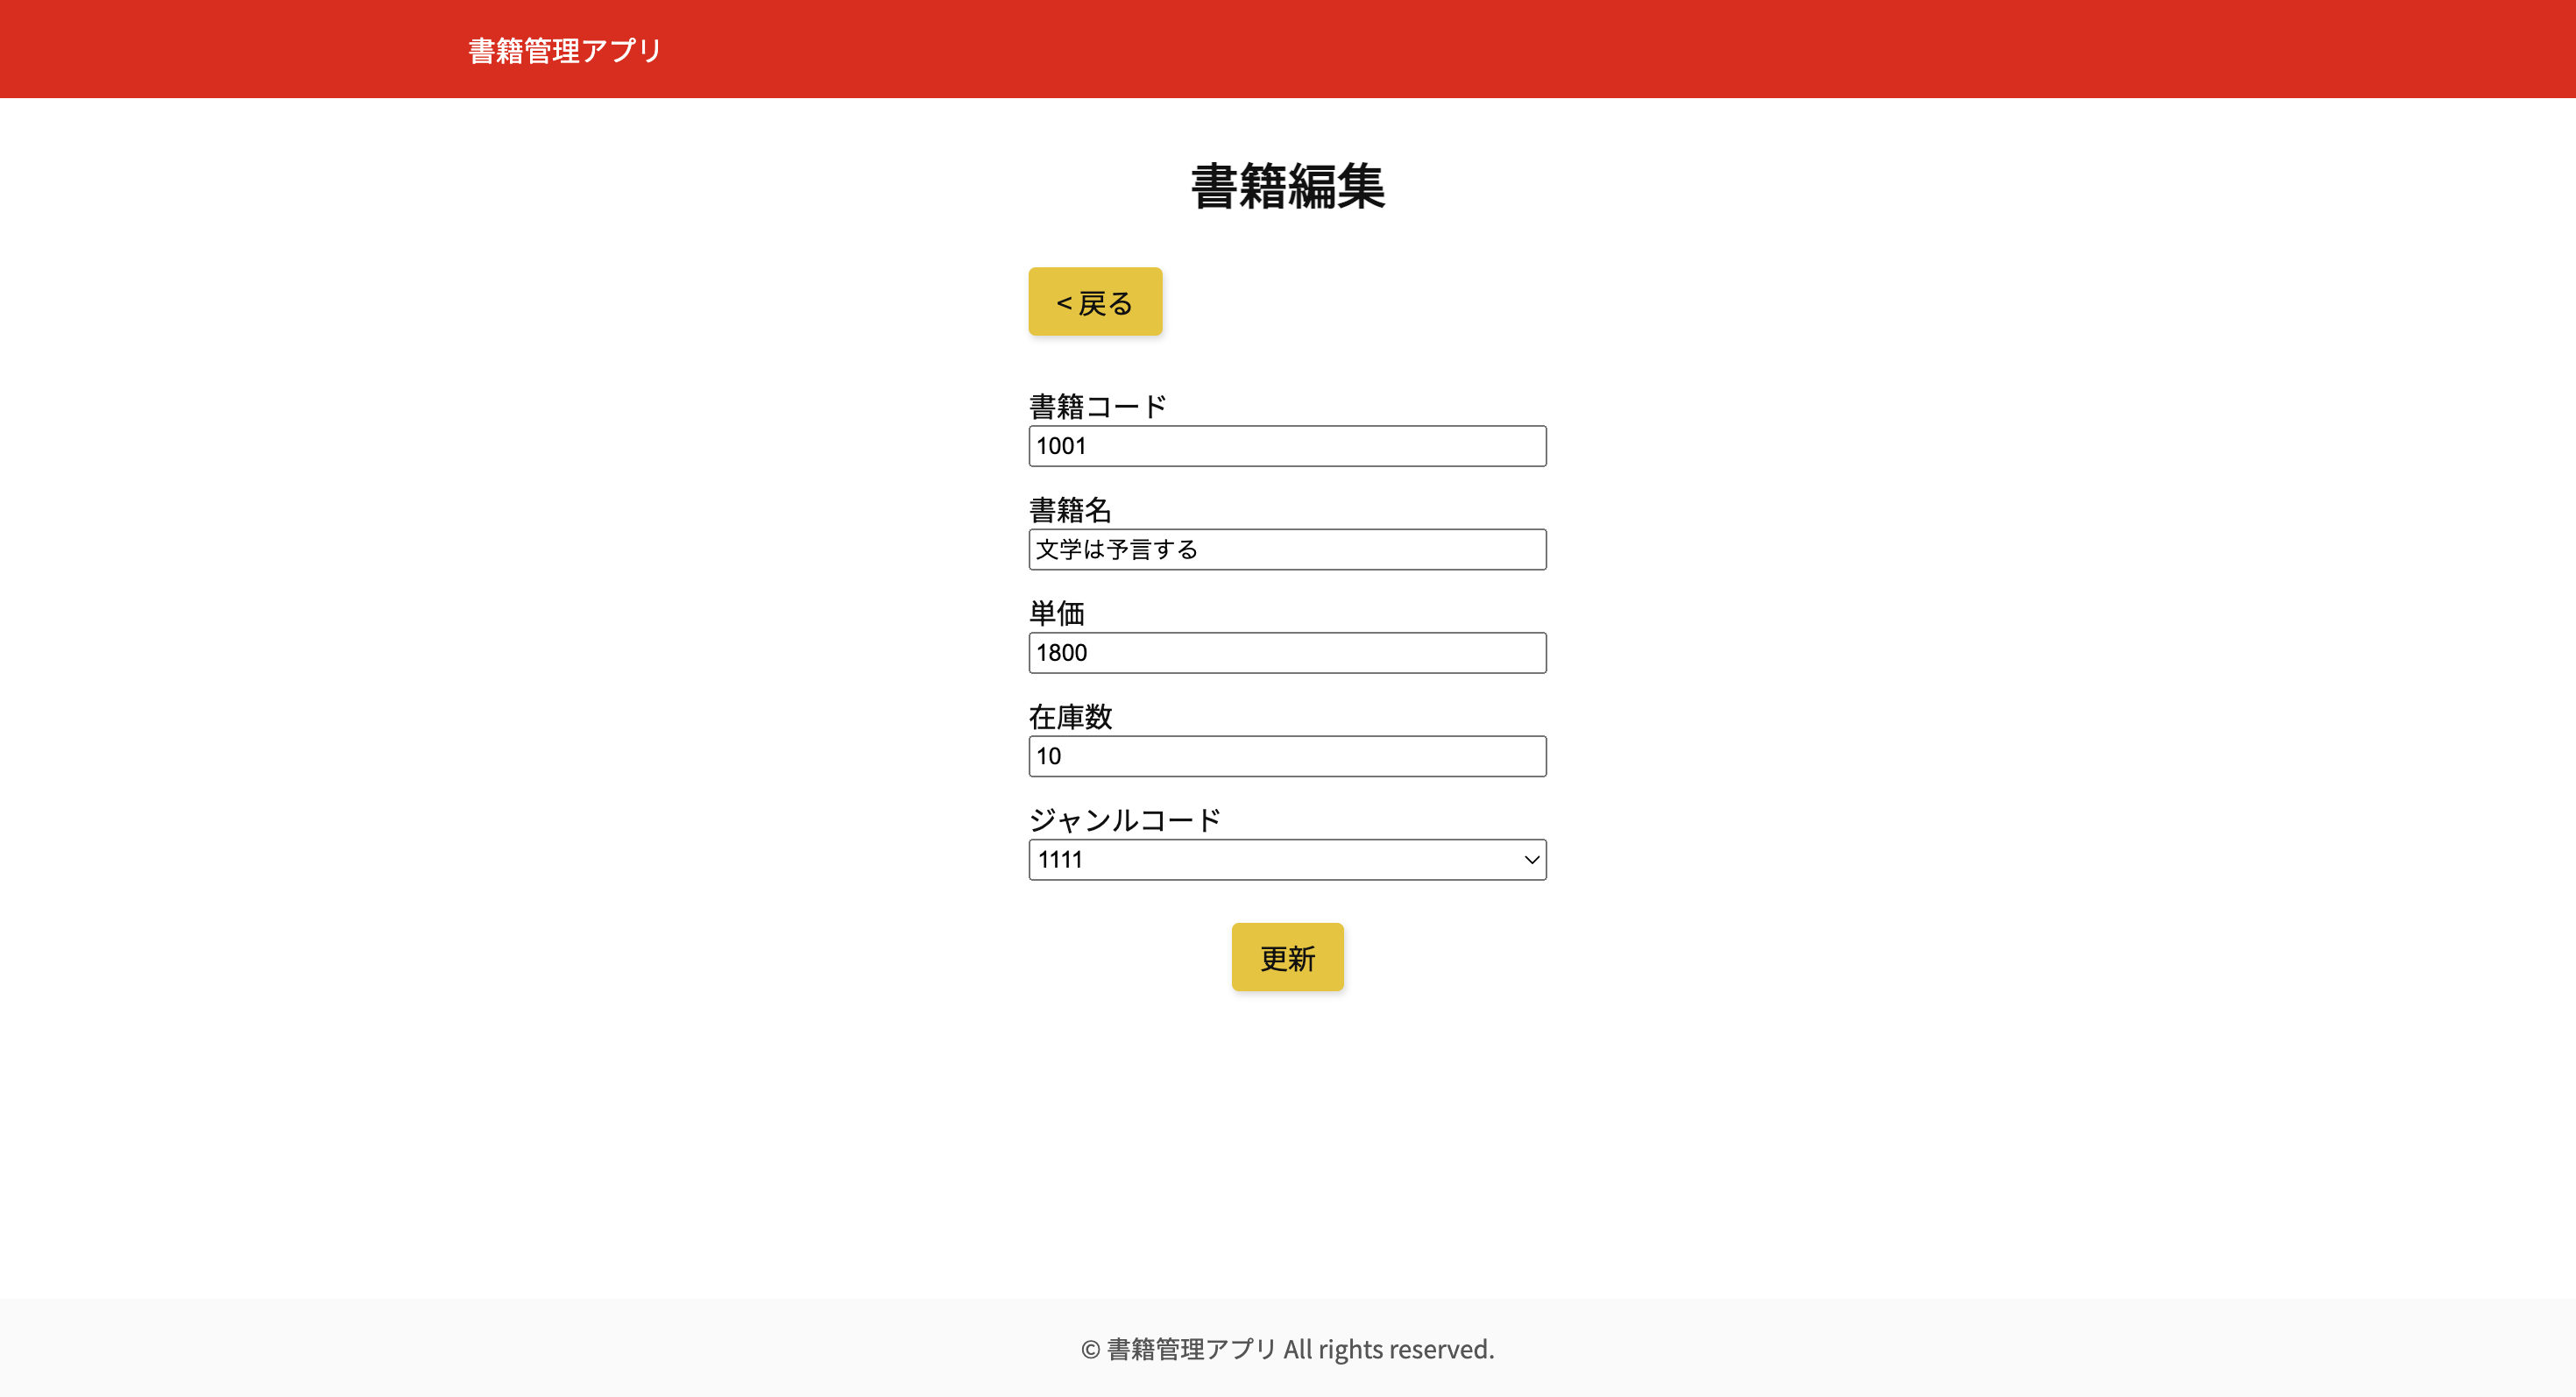 書籍管理アプリ
書籍編集
< 戻る
書籍コード
1001
書籍名
文学は予言する
単価
1800
在庫数
10
ジャンルコード
1111
更新
© 書籍管理アプリ All rights reserved.